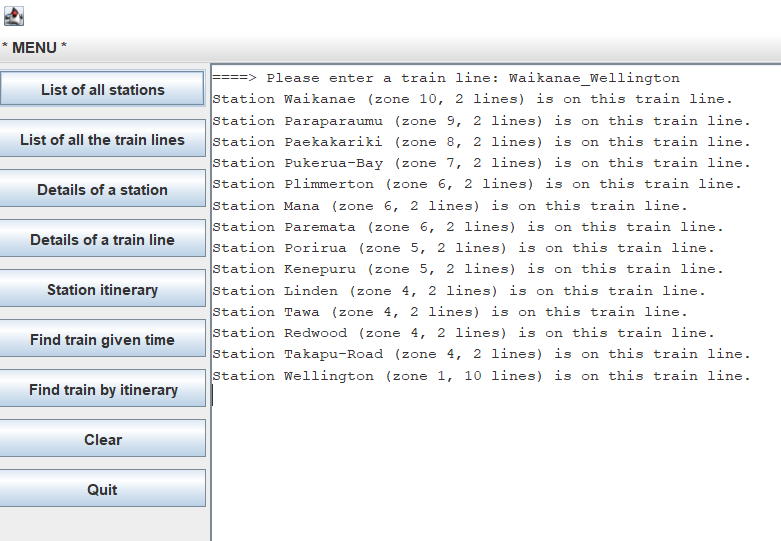 * MENU *
List of all stations
List of all the train lines
Details of a station
Details of a train line
Station itinerary
Find train given time
Find train by itinerary
Clear
Quit
====> Please enter a train line: Waikanae_Wellington
Station Waikanae (zone 10, 2 lines) is on this train line.
Station Paraparaumu (zone 9, 2 lines) is on this train line.
Station Paekakariki (zone 8, 2 lines) is on this train line.
Station Pukerua-Bay (zone 7, 2 lines) is on this train line.
Station Plimmerton (zone 6, 2 lines) is on this train line.
Station Mana (zone 6, 2 lines) is on this train line.
Station Paremata (zone 6, 2 lines) is on this train line.
Station Porirua (zone 5, 2 lines) is on this train line.
Station Kenepuru (zone 5, 2 lines) is on this train line.
Station Linden (zone 4, 2 lines) is on this train line.
Station Tawa (zone 4, 2 lines) is on this train line.
Station Redwood (zone 4, 2 lines) is on this train line.
Station Takapu-Road (zone 4, 2 lines) is on this train line.
Station Wellington (zone 1, 10 lines) is on this train line.